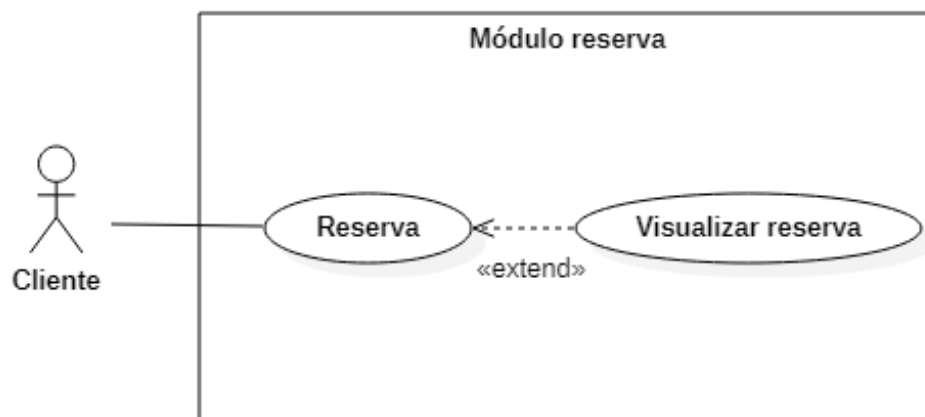 Módulo reserva
Reserva
Visualizar reserva
«extend»
Cliente